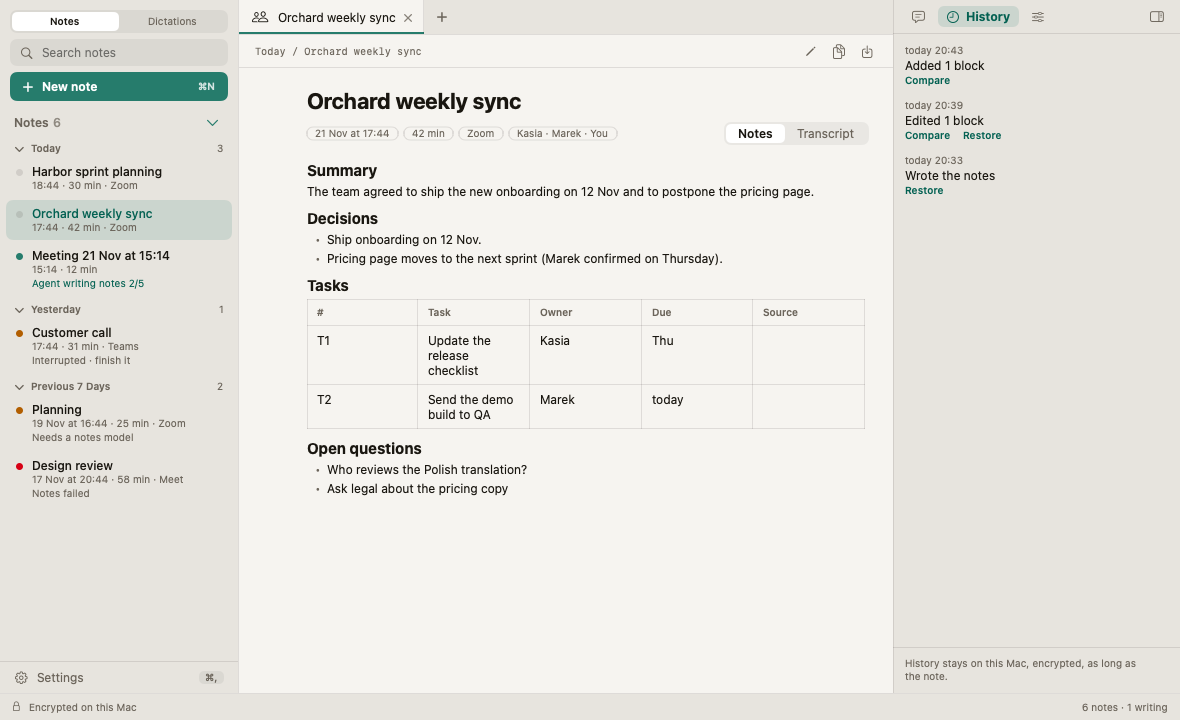 Notes
Dictations
Search notes
New note
⌘N
Notes 6
Today
3
Harbor sprint planning
18:44 · 30 min · Zoom
Orchard weekly sync
17:44 · 42 min · Zoom
Meeting 21 Nov at 15:14
15:14 · 12 min
Agent writing notes 2/5
Yesterday
1
Customer call
17:44 · 31 min · Teams
Interrupted · finish it
Previous 7 Days
2
Planning
19 Nov at 16:44 · 25 min · Zoom
Needs a notes model
Design review
17 Nov at 20:44 · 58 min · Meet
Notes failed
Settings
⌘,
Encrypted on this Mac
Orchard weekly sync
Today / Orchard weekly sync
Orchard weekly sync
21 Nov at 17:44
42 min
Zoom
Kasia · Marek · You
Notes
Transcript
Summary
The team agreed to ship the new onboarding on 12 Nov and to postpone the pricing page.
Decisions
• Ship onboarding on 12 Nov.
• Pricing page moves to the next sprint (Marek confirmed on Thursday).
Tasks
# Task Owner Due Source
T1 Update the Kasia Thu
release
checklist
T2 Send the demo Marek today
build to QA
Open questions
• Who reviews the Polish translation?
• Ask legal about the pricing copy
History
today 20:43
Added 1 block
Compare
today 20:39
Edited 1 block
Compare Restore
today 20:33
Wrote the notes
Restore
History stays on this Mac, encrypted, as long as
the note.
6 notes · 1 writing